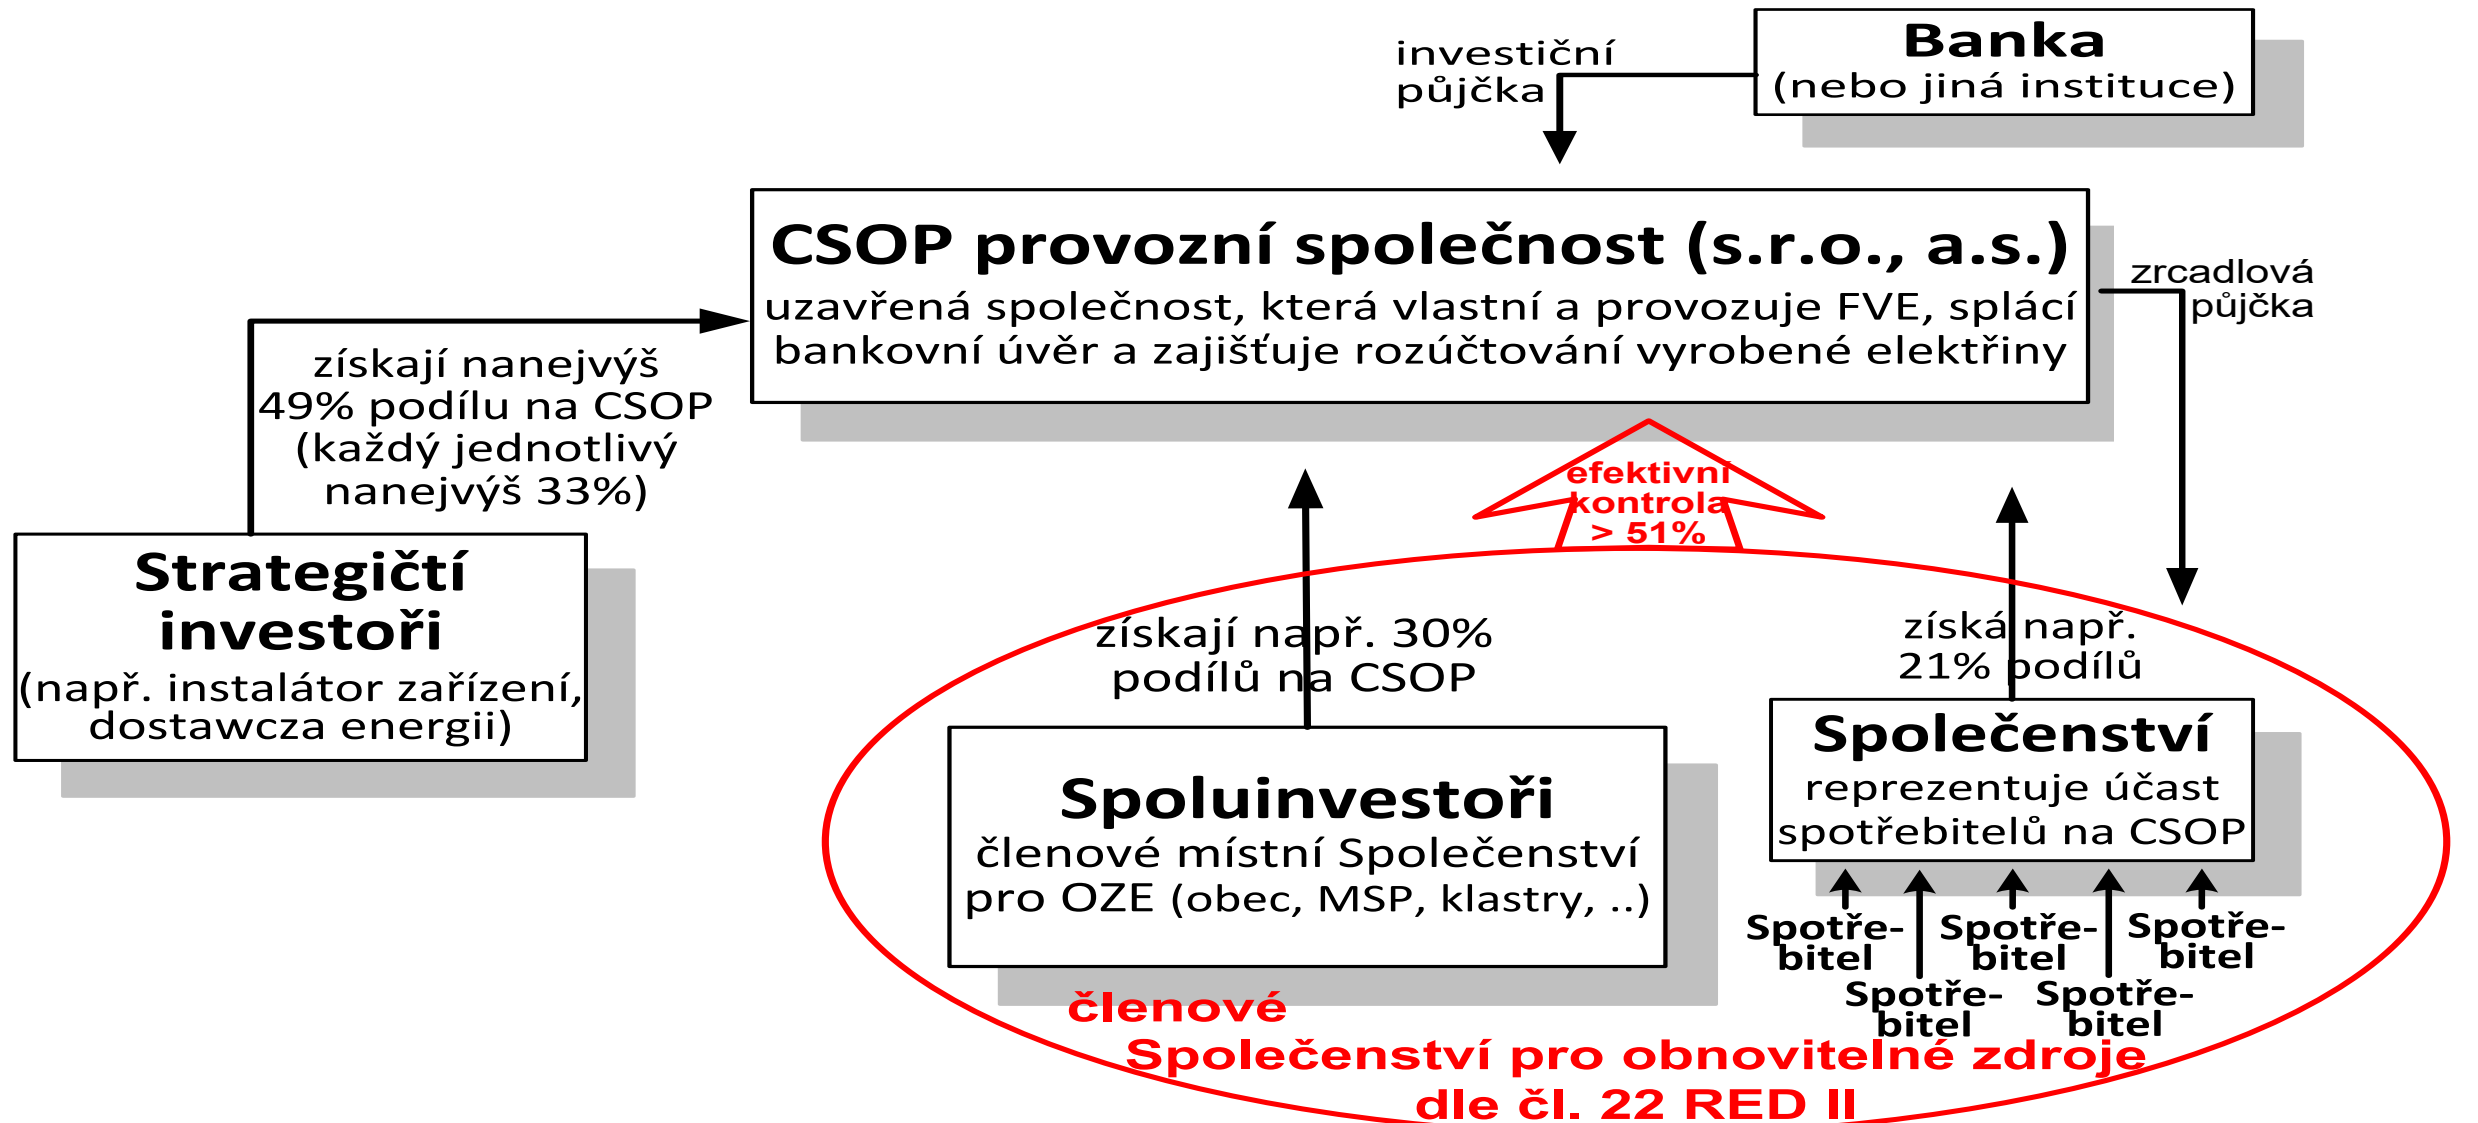 investiční
půjčka
Banka
(nebo jiná instituce)
CSOP provozní společnost (s.r.o., a.s.)
uzavřená společnost, která vlastní a provozuje FVE, splácí
bankovní úvěr a zajišťuje rozúčtování vyrobené elektřiny
zrcadlová
půjčka
získají nanejvýš
49% podílu na CSOP
(každý jednotlivý
nanejvýš 33%)
Strategičtí
investoři
(např. instalátor zařízení,
dostawcza energii)
efektivní
kontrola
> 51%
získají např. 30%
podílů na CSOP
Spoluinvestoři
členové místní Společenství
pro OZE (obec, MSP, klastry, ..)
získá např.
21% podílů
Společenství
reprezentuje účast
spotřebitelů na CSOP
Spotře-
bitel
Spotře-
bitel
Spotře-
bitel
Spotře-
bitel
Spotře-
bitel
členové
Společenství pro obnovitelné zdroje
dle čl. 22 RED II